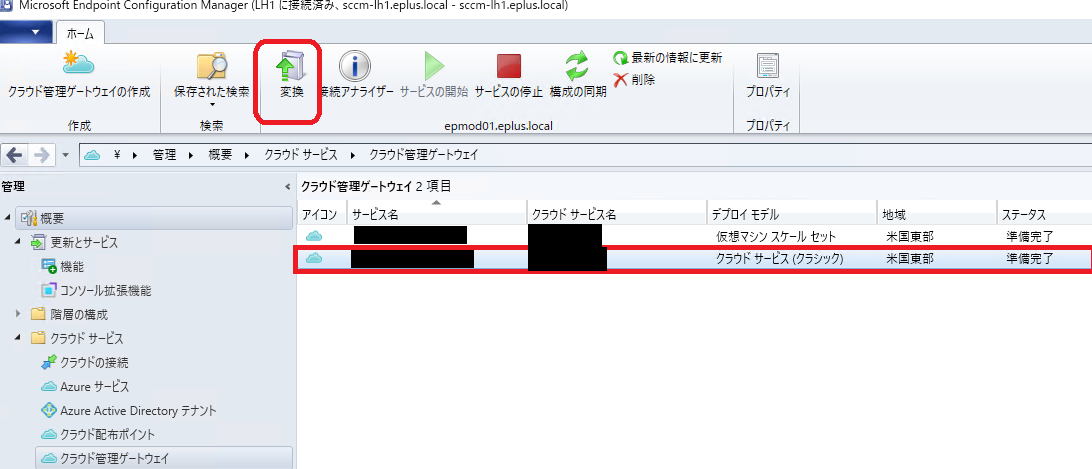 Microsoft Endpoint Configuration Manager (LH1 に接続済み、sccm-lh1.eplus.local - sccm-lh1.eplus.local)
ホーム
クラウド管理ゲートウェイの作成
保存された検索
変換
接続アナライザー
サービスの開始
サービスの停止
構成の同期
最新の情報に更新
削除
プロパティ
作成
検索
epmod01.eplus.local
プロパティ
¥ 管理 概要 クラウド サービス クラウド管理ゲートウェイ
管理
クラウド管理ゲートウェイ 2 項目
アイコン サービス名 クラウド サービス名 デプロイ モデル 地域 ステータス
仮想マシン スケール セット 米国東部 準備完了
クラウド サービス (クラシック) 米国東部 準備完了
概要
更新とサービス
機能
コンソール拡張機能
階層の構成
クラウド サービス
クラウドの接続
Azure サービス
Azure Active Directory テナント
クラウド配布ポイント
クラウド管理ゲートウェイ